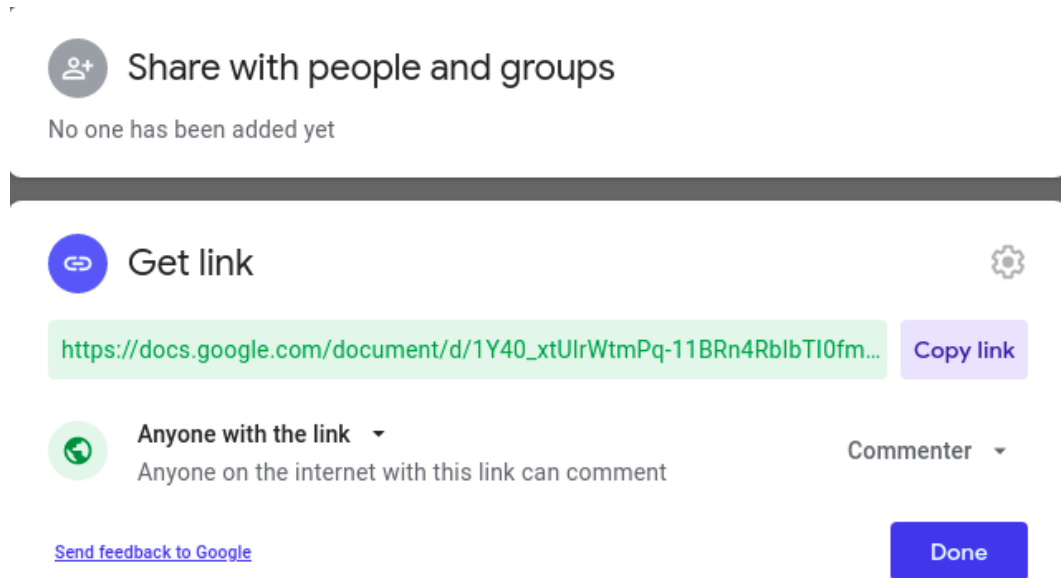 Share with people and groups
No one has been added yet
Get link
https://docs.google.com/document/d/1Y40_xtUIrWtmPq-11BRn4RbIbTI0fm...
Copy link
Anyone with the link
Anyone on the internet with this link can comment
Commenter
Send feedback to Google
Done